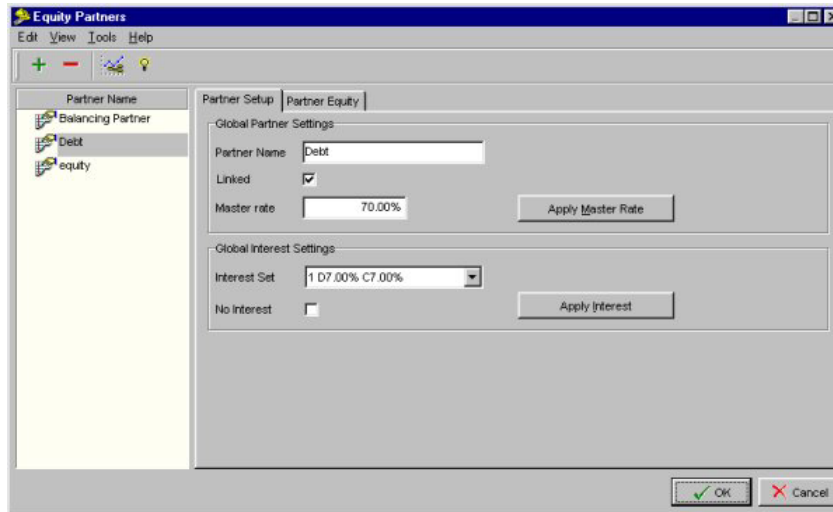 Equity Partners
Edit View Tools Help
Partner Name
Balancing Partner
Debt
equity
Partner Setup Partner Equity
Global Partner Settings
Partner Name Debt
Linked
Master rate 70.00% Apply Master Rate
Global Interest Settings
Interest Set 1 D7.00% C7.00%
No Interest Apply Interest
OK Cancel